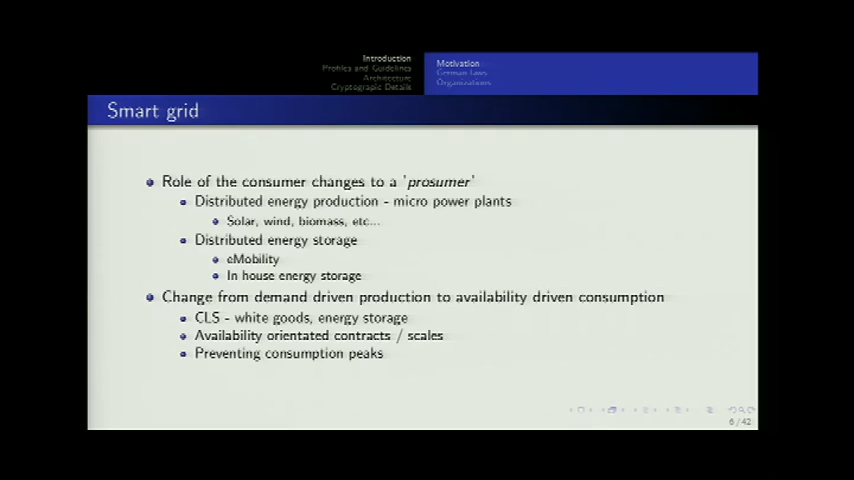 Introduction
Profiles and Guidelines
Architecture
Cryptograpic Details
Motivation
German Laws
Organizations
Smart grid
Role of the consumer changes to a 'prosumer'
Distributed energy production - micro power plants
Solar, wind, biomass, etc...
Distributed energy storage
eMobility
In house energy storage
Change from demand driven production to availability driven consumption
CLS - white goods, energy storage
Availability orientated contracts / scales
Preventing consumption peaks
6 / 42